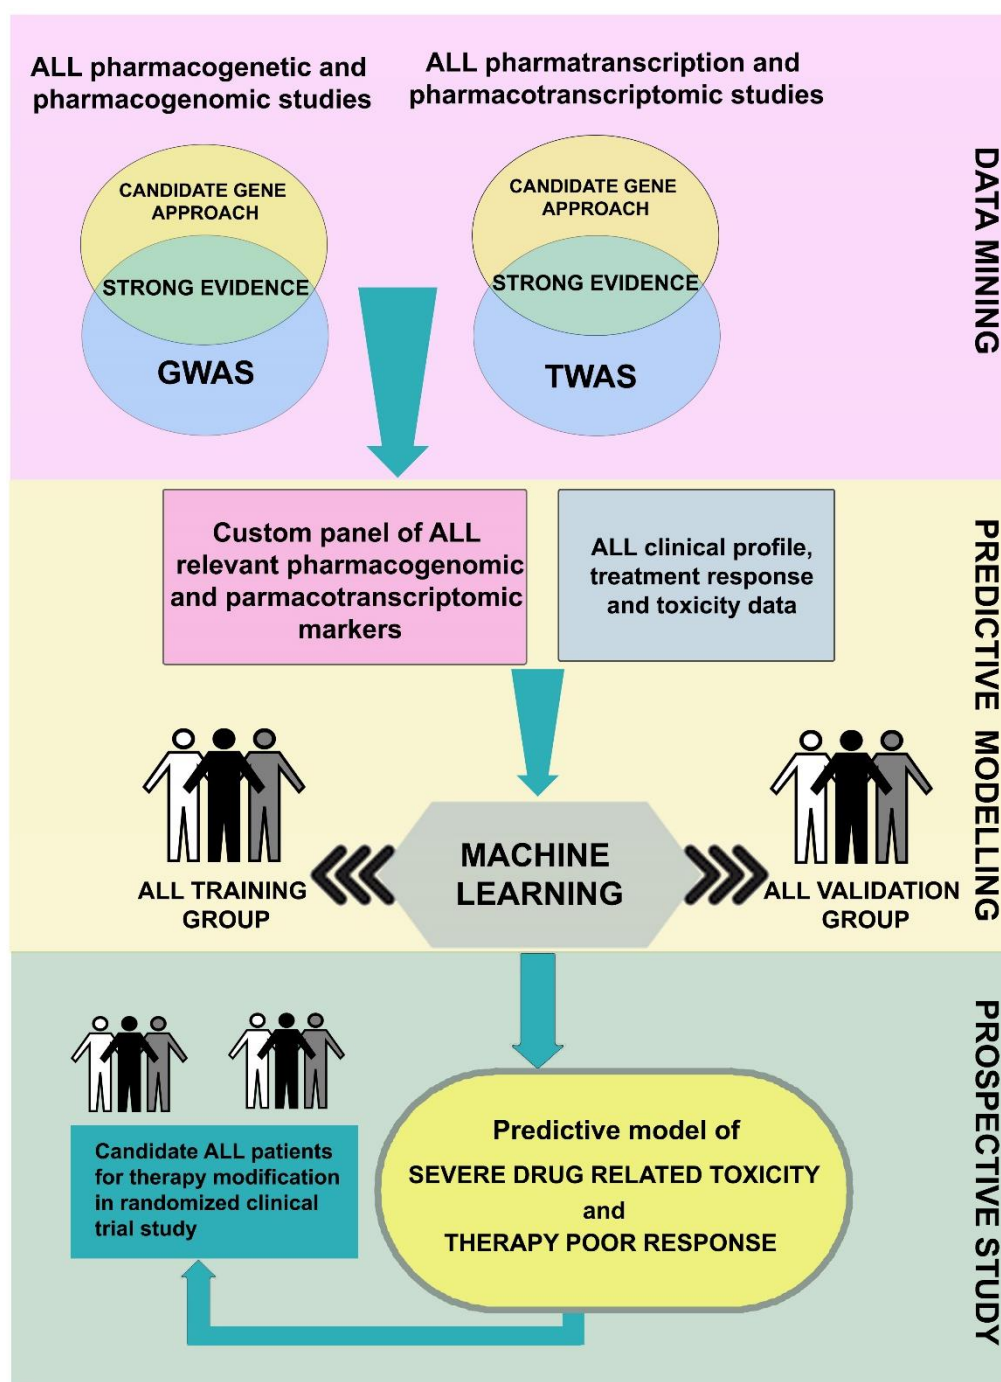 ALL pharmacogenetic and
pharmacogenomic studies
ALL pharmatranscription and
pharmacotranscriptomic studies
CANDIDATE GENE
APPROACH
STRONG EVIDENCE
GWAS
CANDIDATE GENE
APPROACH
STRONG EVIDENCE
TWAS
DATA MINING
Custom panel of ALL
relevant pharmacogenomic
and parmacotranscriptomic
markers
ALL clinical profile,
treatment response
and toxicity data
ALL TRAINING
GROUP
MACHINE
LEARNING
ALL VALIDATION
GROUP
PREDICTIVE MODELLING
Candidate ALL patients
for therapy modification
in randomized clinical
trial study
Predictive model of
SEVERE DRUG RELATED TOXICITY
and
THERAPY POOR RESPONSE
PROSPECTIVE STUDY